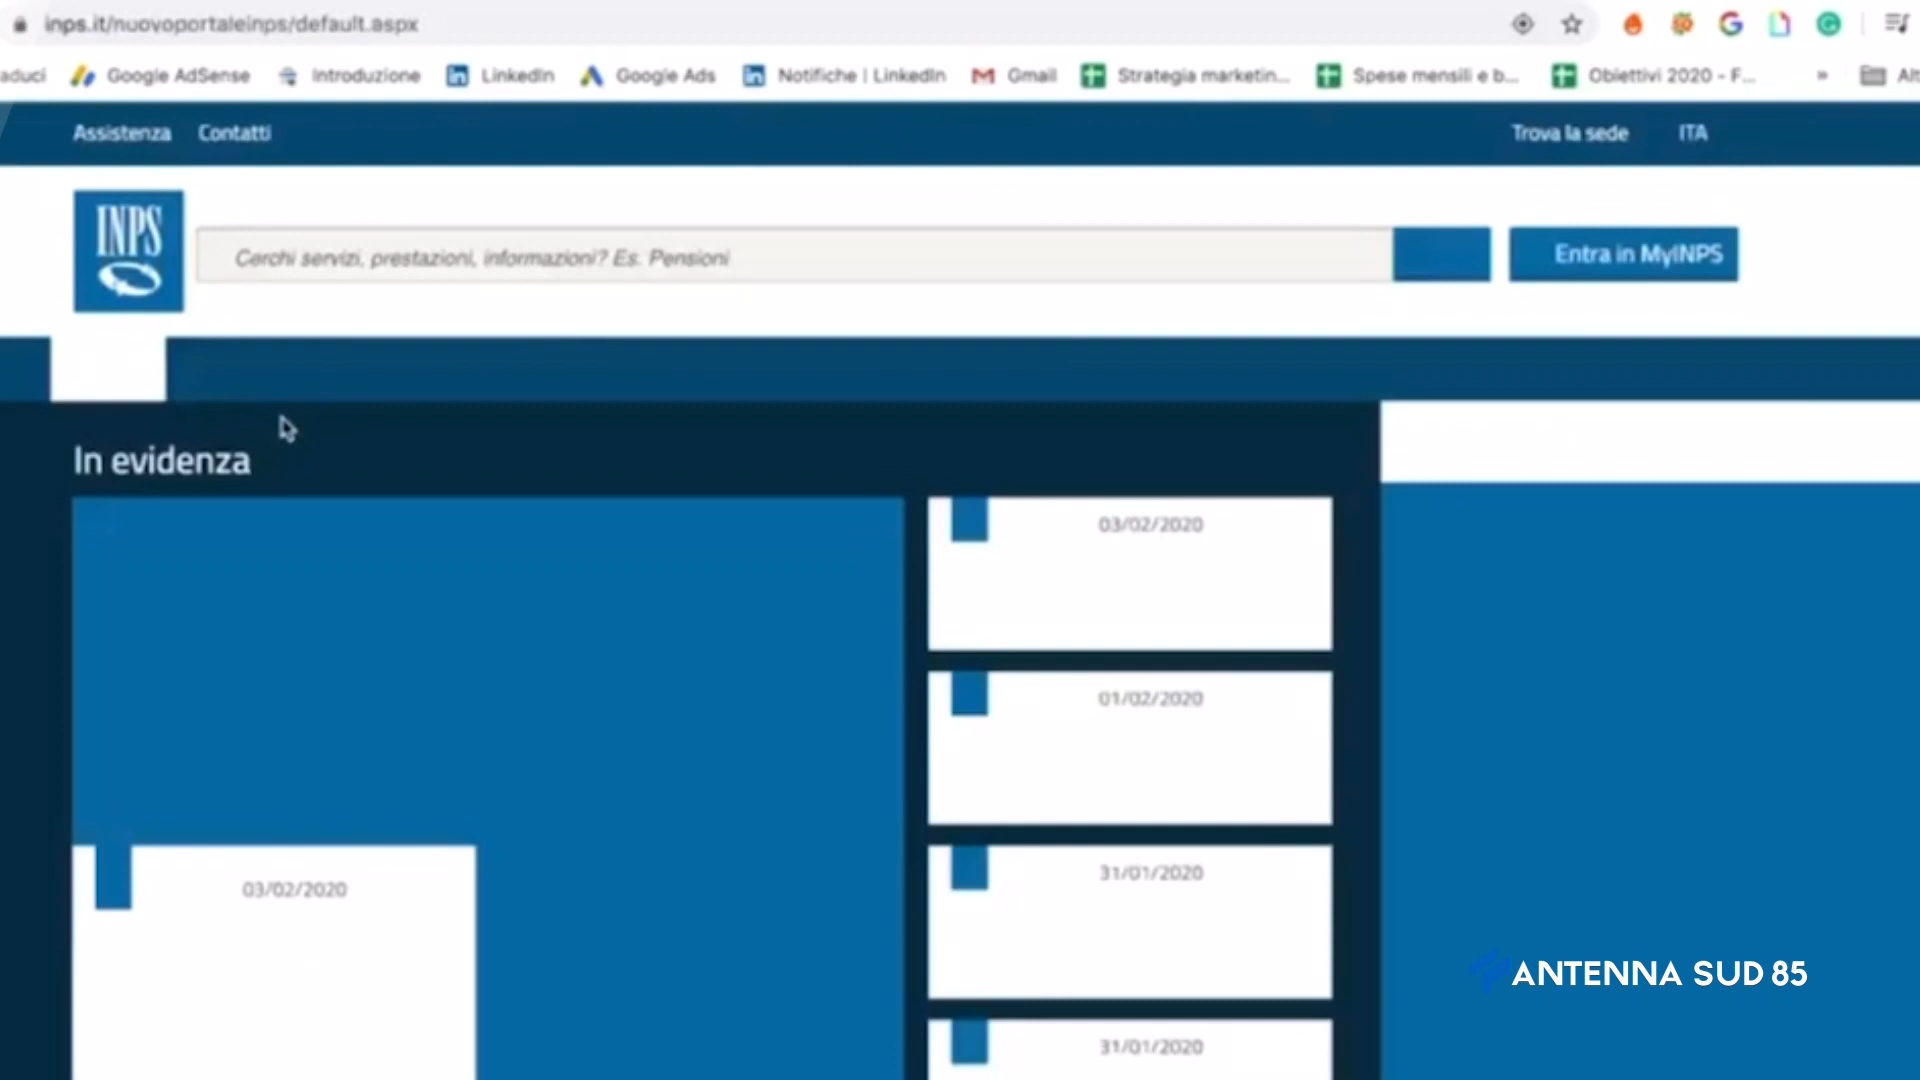 inps.it/nuovoportaleinps/default.aspx
aduci Google AdSense Introduzione LinkedIn Google Ads Notifiche | LinkedIn Gmail Strategia marketin... Spese mensili e b... Obiettivi 2020 - F... » Alt
Assistenza Contatti Trova la sede ITA
INPS
Cerchi servizi, prestazioni, informazioni? Es. Pensioni
Entra in MyINPS
In evidenza
03/02/2020
01/02/2020
31/01/2020
03/02/2020
ANTENNA SUD 85
31/01/2020